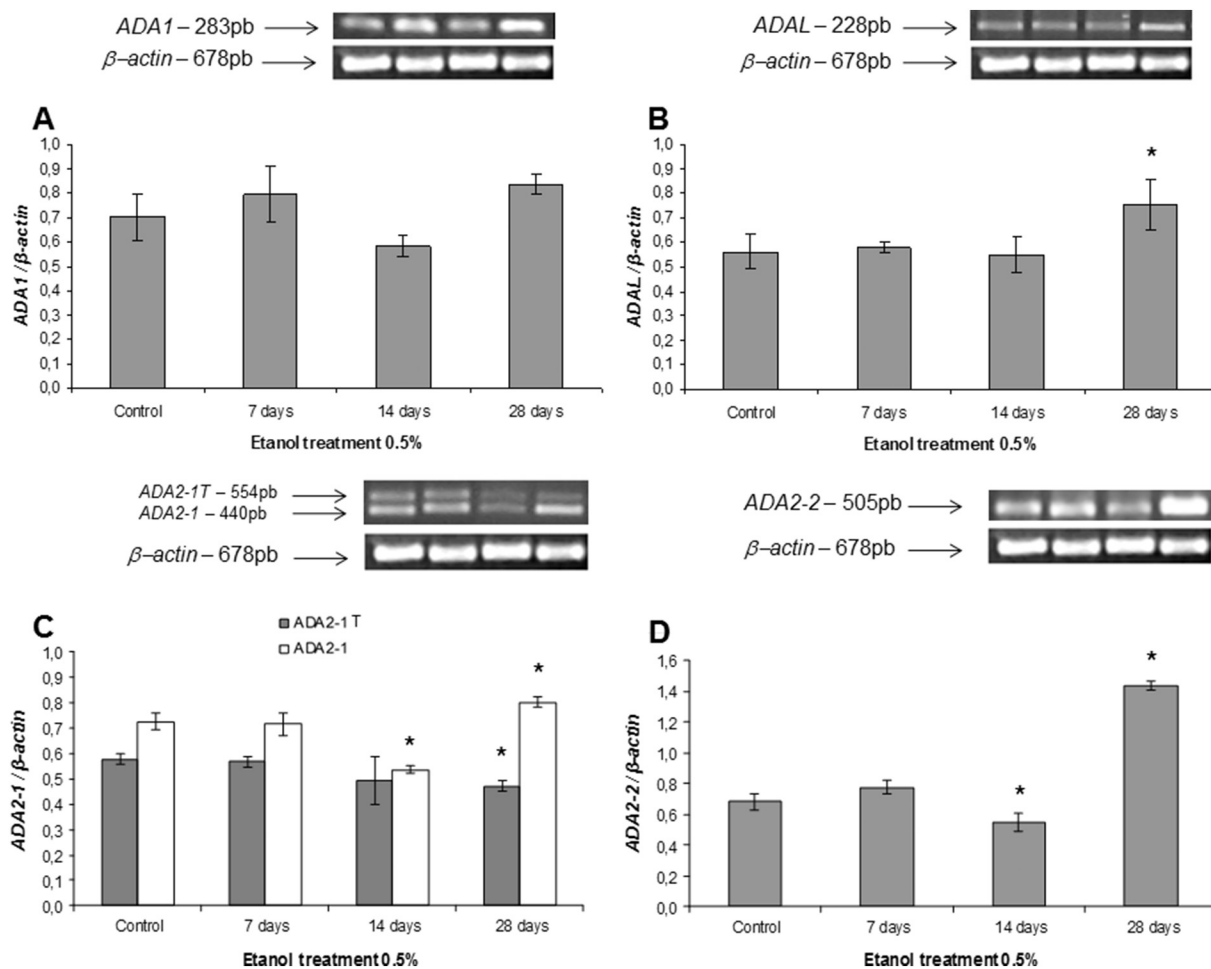 ADA1 – 283pb
β–actin – 678pb
ADAL – 228pb
β–actin – 678pb
A
1,0
0,9
0,8
0,7
0,6
0,5
0,4
0,3
0,2
0,1
0,0
ADA1 / β-actin
Control 7 days 14 days 28 days
Etanol treatment 0.5%
B
1,0
0,9
0,8
0,7
0,6
0,5
0,4
0,3
0,2
0,1
0,0
ADAL / β-actin
*
Control 7 days 14 days 28 days
Etanol treatment 0.5%
ADA2-1T – 554pb
ADA2-1 – 440pb
β–actin – 678pb
ADA2-2 – 505pb
β–actin – 678pb
C
ADA2-1 T
ADA2-1
1,0
0,9
0,8
0,7
0,6
0,5
0,4
0,3
0,2
0,1
0,0
ADA2-1 / β-actin
* * *
Control 7 days 14 days 28 days
Etanol treatment 0.5%
D
1,6
1,4
1,2
1,0
0,8
0,6
0,4
0,2
0,0
ADA2-2 / β-actin
* *
Control 7 days 14 days 28 days
Etanol treatment 0.5%